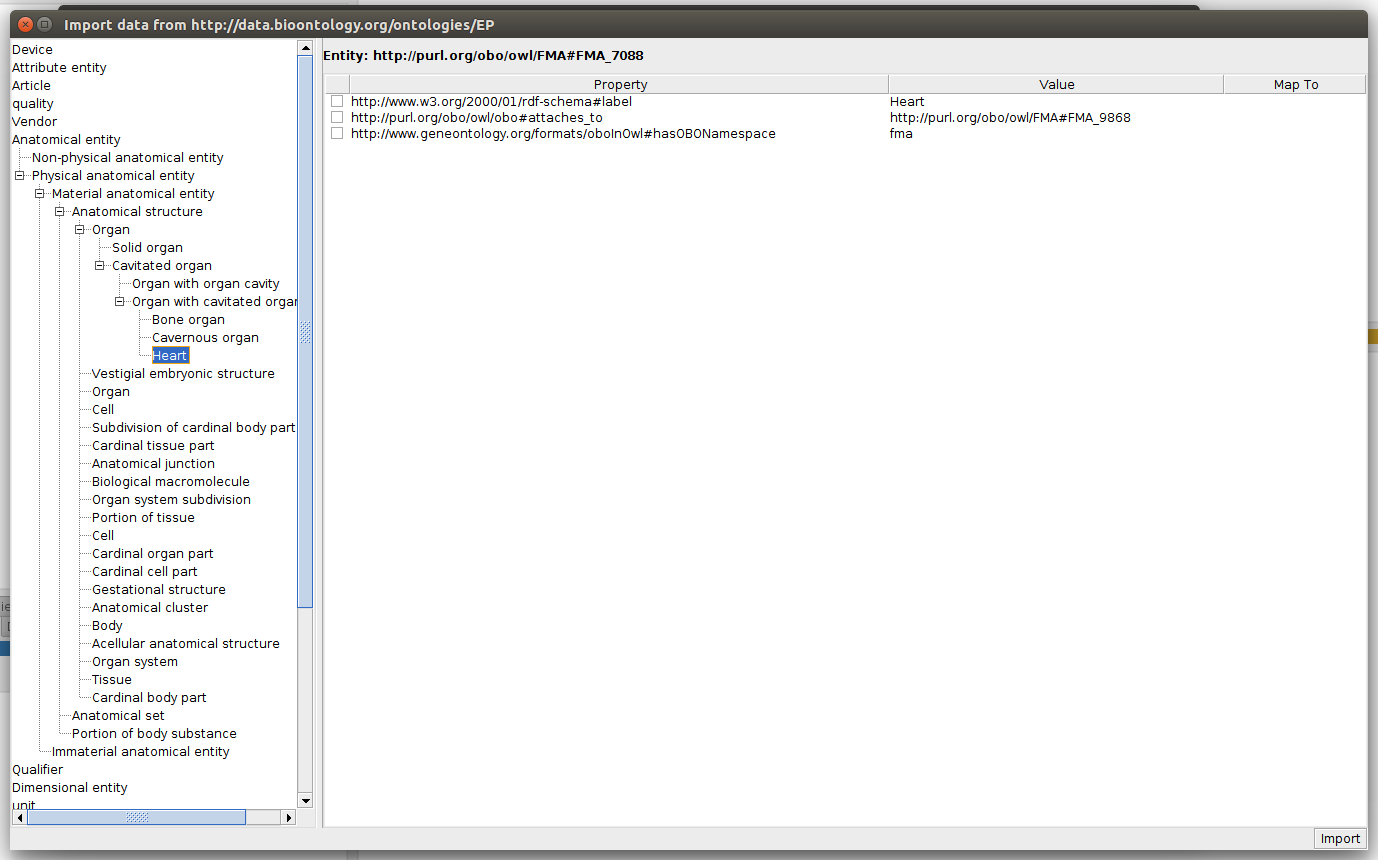 Import data from http://data.bioontology.org/ontologies/EP
Device
Attribute entity
Article
quality
Vendor
Anatomical entity
Non-physical anatomical entity
Physical anatomical entity
Material anatomical entity
Anatomical structure
Organ
Solid organ
Cavitated organ
Organ with organ cavity
Organ with cavitated organ
Bone organ
Cavernous organ
Heart
Vestigial embryonic structure
Organ
Cell
Subdivision of cardinal body part
Cardinal tissue part
Anatomical junction
Biological macromolecule
Organ system subdivision
Portion of tissue
Cell
Cardinal organ part
Cardinal cell part
Gestational structure
Anatomical cluster
Body
Acellular anatomical structure
Organ system
Tissue
Cardinal body part
Anatomical set
Portion of body substance
Immaterial anatomical entity
Qualifier
Dimensional entity
unit
Entity: http://purl.org/obo/owl/FMA#FMA_7088
Property Value Map To
http://www.w3.org/2000/01/rdf-schema#label Heart
http://purl.org/obo/owl/obo#attaches_to http://purl.org/obo/owl/FMA#FMA_9868
http://www.geneontology.org/formats/oboInOwl#hasOBONamespace fma
Import